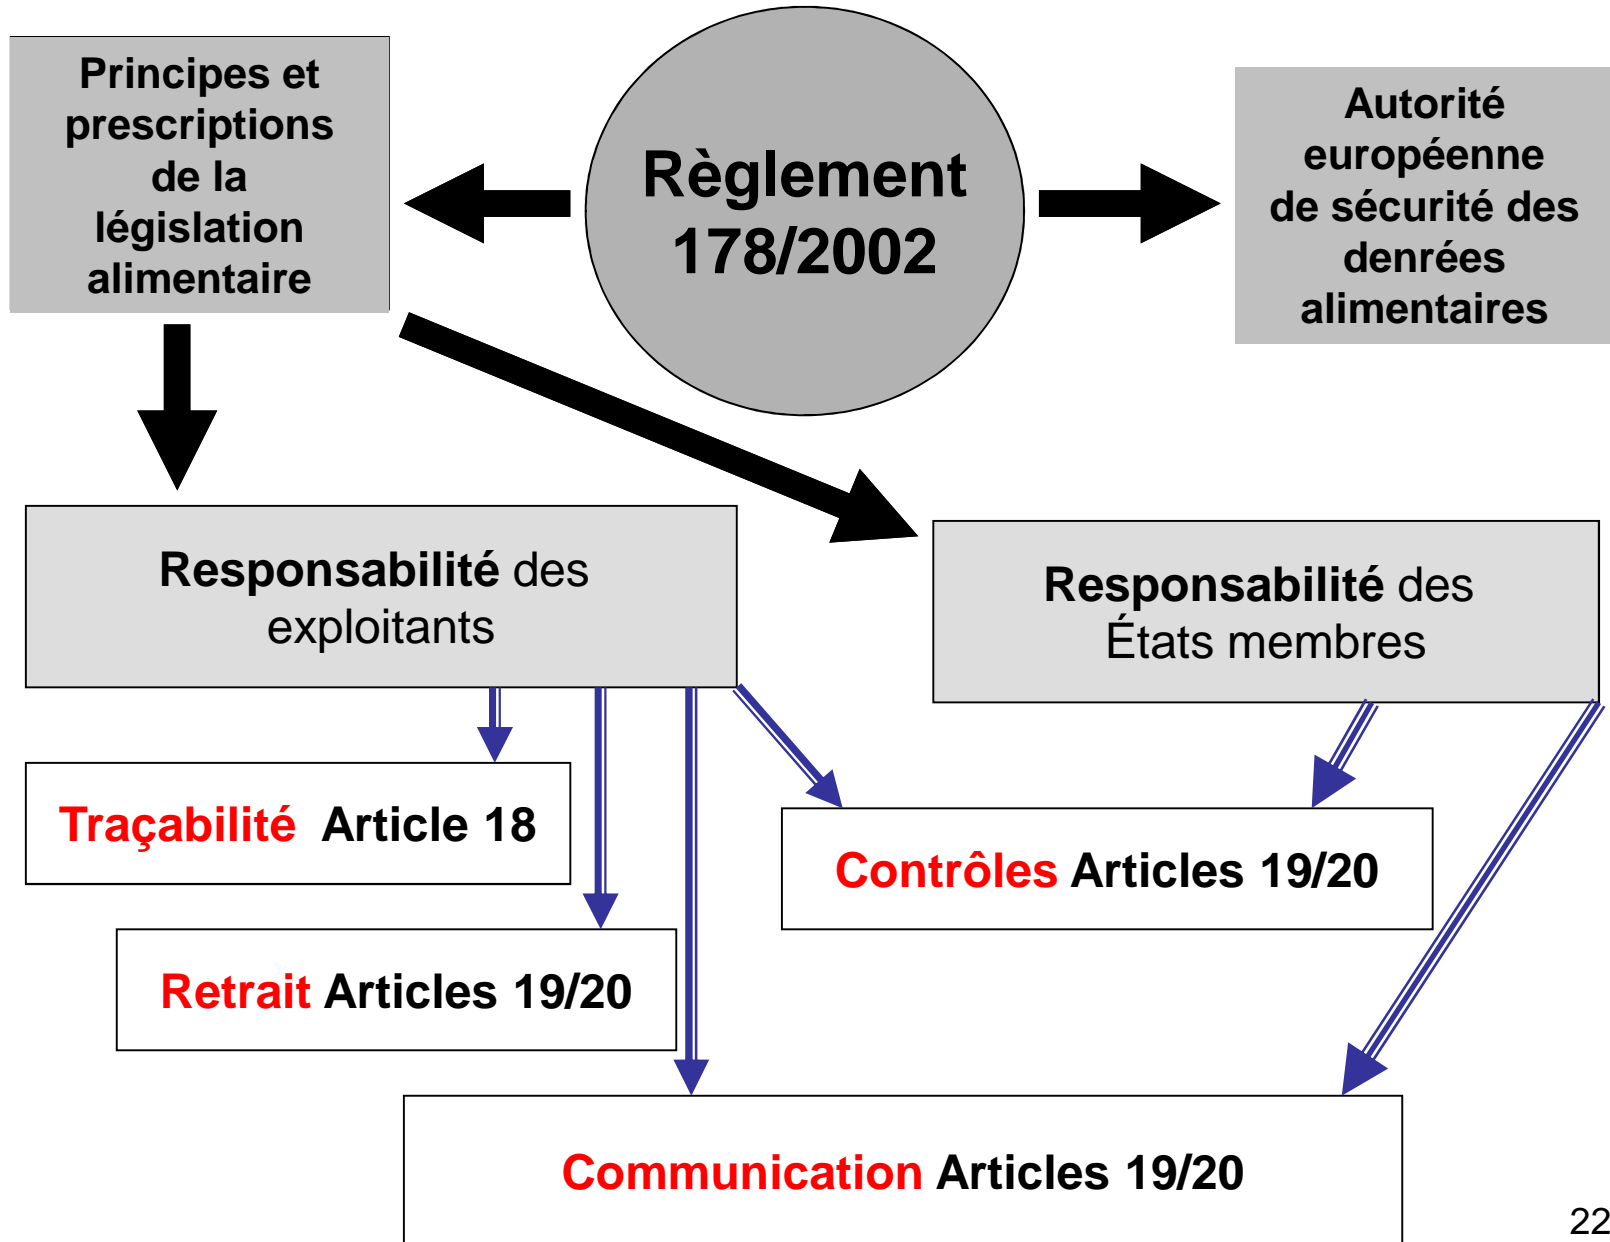 Principes et
prescriptions
de la
législation
alimentaire
Règlement
178/2002
Autorité
européenne
de sécurité des
denrées
alimentaires
Responsabilité des
exploitants
Responsabilité des
États membres
Traçabilité Article 18
Contrôles Articles 19/20
Retrait Articles 19/20
Communication Articles 19/20
22